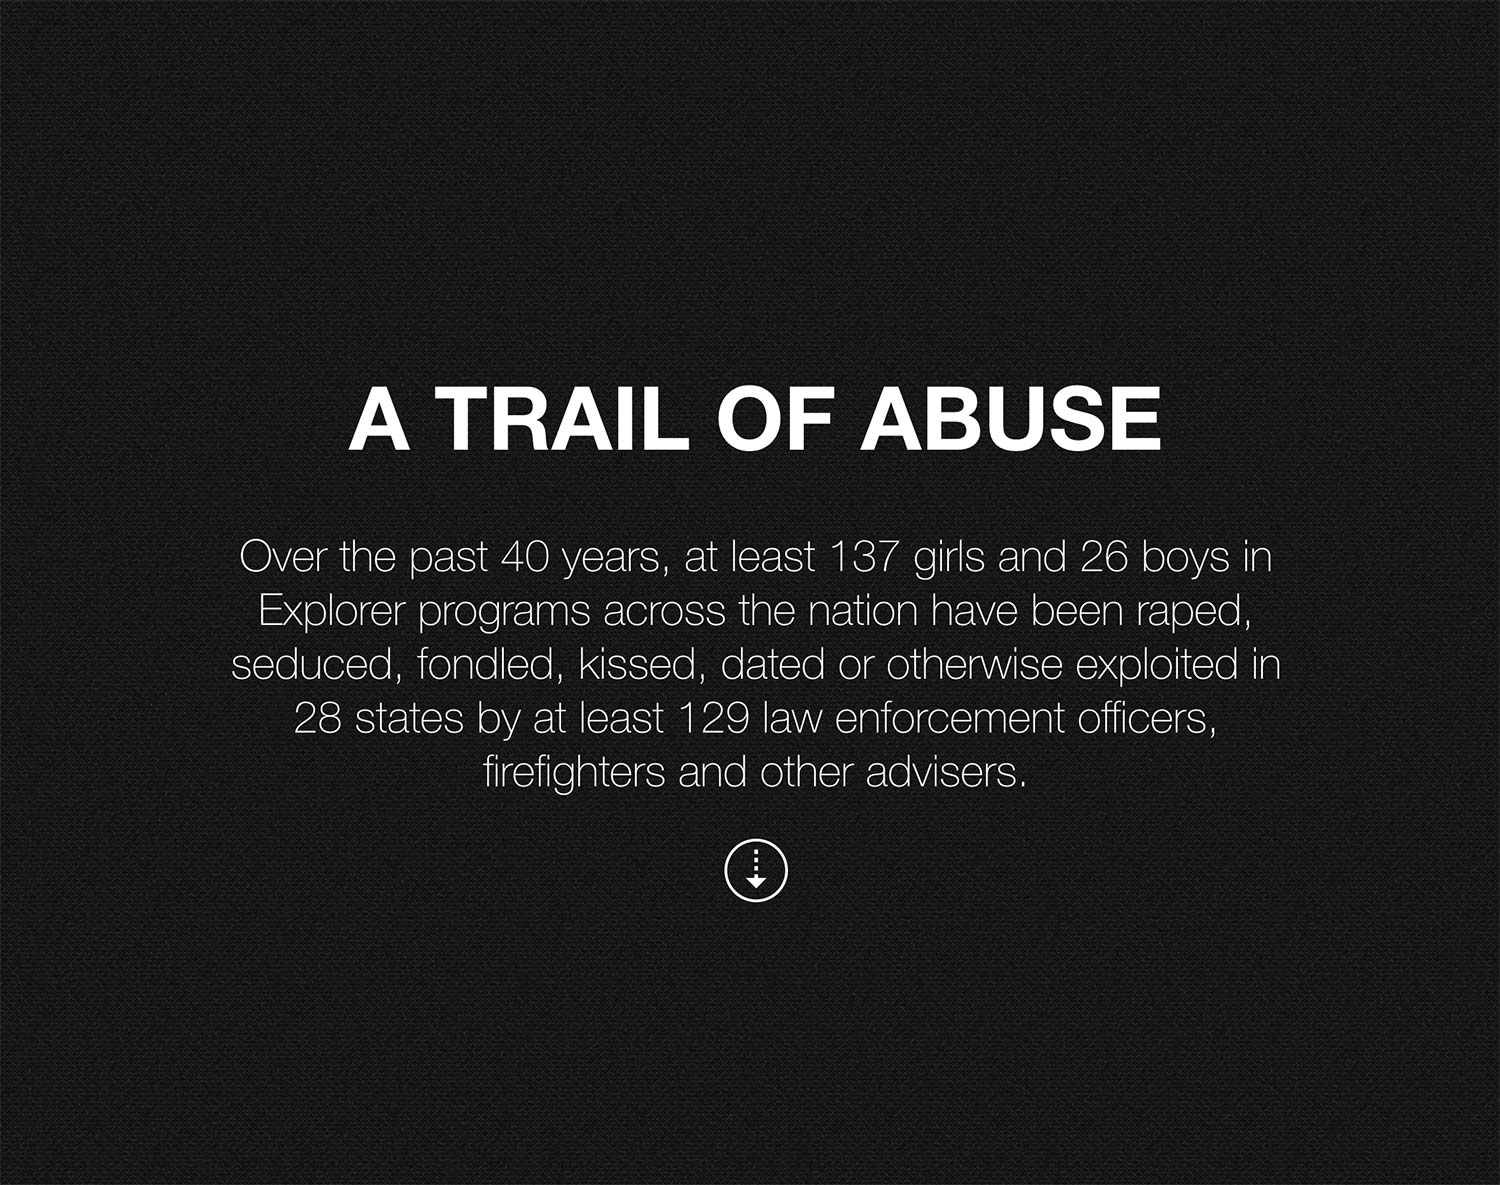 A TRAIL OF ABUSE
Over the past 40 years, at least 137 girls and 26 boys in
Explorer programs across the nation have been raped,
seduced, fondled, kissed, dated or otherwise exploited in
28 states by at least 129 law enforcement officers,
firefighters and other advisers.